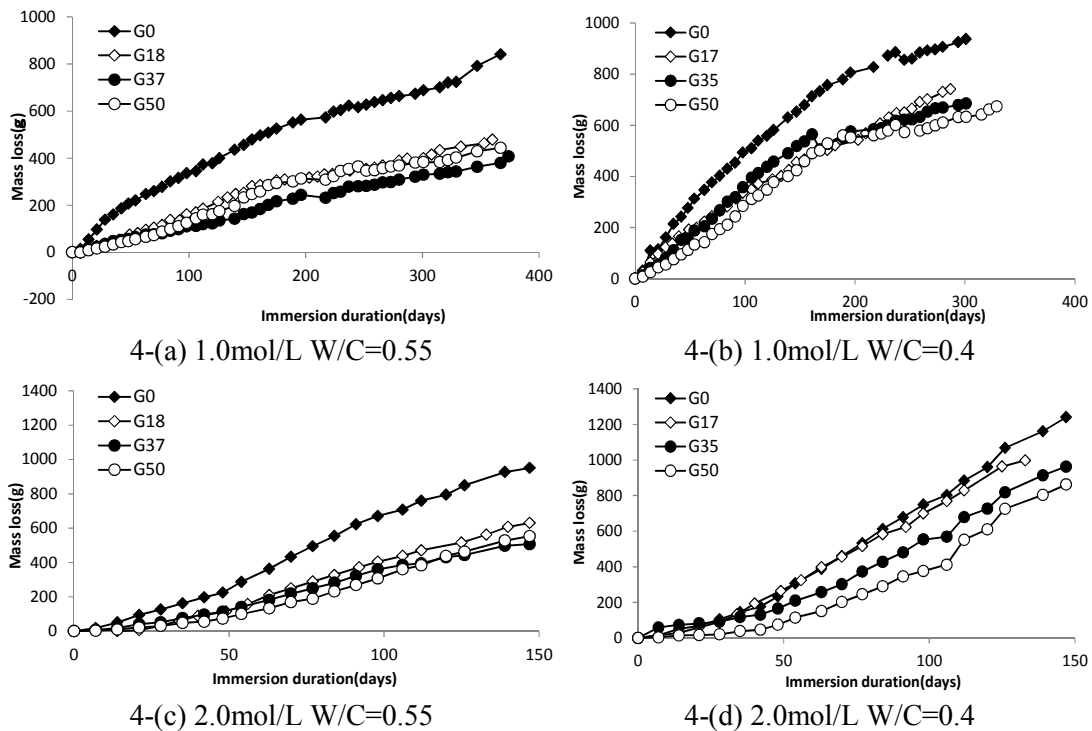 1000
800
600
400
200
0
-200
Mass loss(g)
G0
G18
G37
G50
0 100 200 300 400
Immersion duration(days)
4-(a) 1.0mol/L W/C=0.55
1000
800
600
400
200
0
Mass loss(g)
G0
G17
G35
G50
0 100 200 300 400
Immersion duration(days)
4-(b) 1.0mol/L W/C=0.4
1400
1200
1000
800
600
400
200
0
Mass loss(g)
G0
G18
G37
G50
0 50 100 150
Immersion duration(days)
4-(c) 2.0mol/L W/C=0.55
1400
1200
1000
800
600
400
200
0
Mass loss(g)
G0
G17
G35
G50
0 50 100 150
Immersion duration(days)
4-(d) 2.0mol/L W/C=0.4